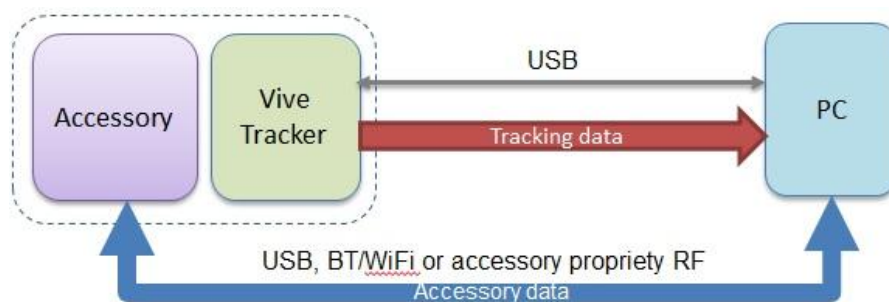 USB
Accessory
Vive
Tracker
PC
Tracking data
USB, BT/WiFi or accessory propriety RF
Accessory data